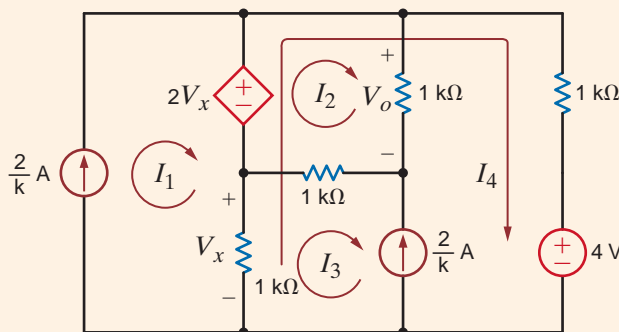 +
2Vx
+
−
I2
Vo
1 kΩ
1 kΩ
2/k A
I1
−
+
1 kΩ
I4
Vx
I3
2/k A
+
−
4 V
−
1 kΩ